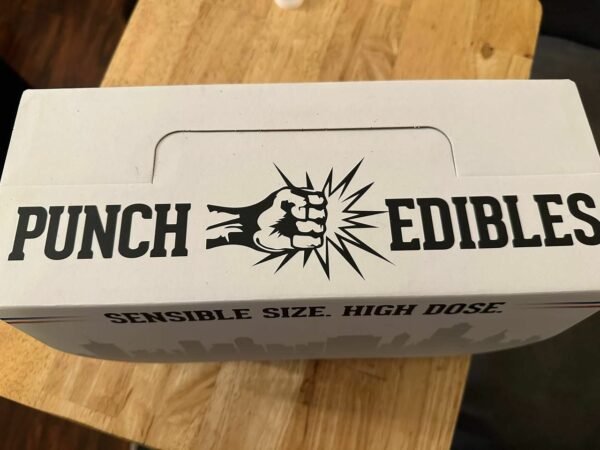 PUNCH EDIBLES
SENSIBLE SIZE. HIGH DOSE.